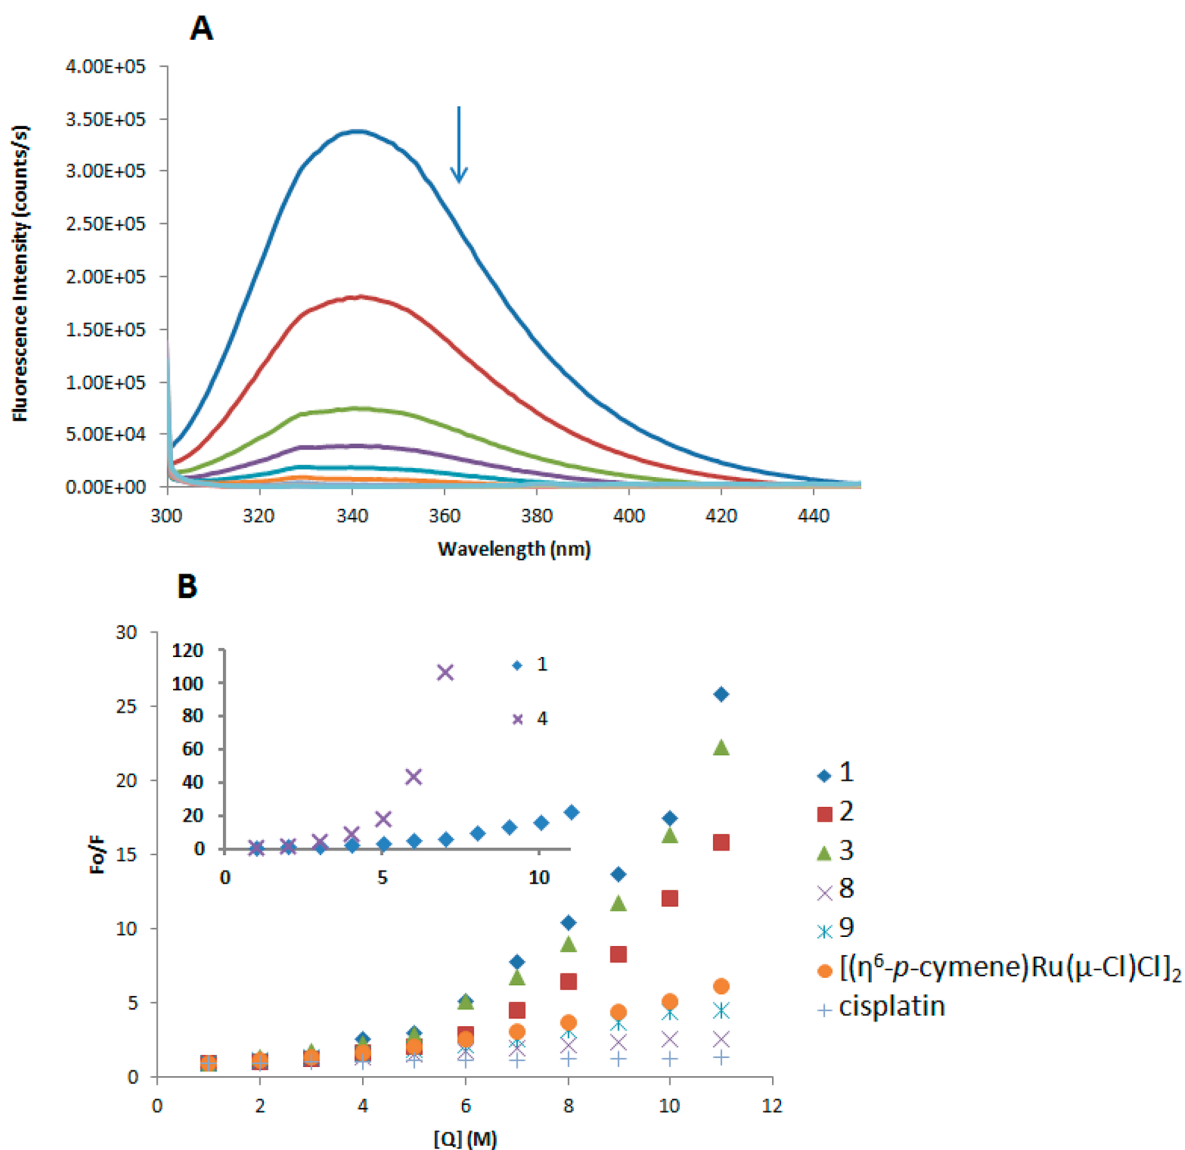 A
4.00E+05
3.50E+05
3.00E+05
2.50E+05
2.00E+05
1.50E+05
1.00E+05
5.00E+04
0.00E+00
Fluorescence Intensity (counts/s)
300 320 340 360 380 400 420 440
Wavelength (nm)
B
30
25
20
15
10
5
0
Fo/F
120
100
80
60
40
20
0
0 5 10
1
4
1
2
3
8
9
[(η⁶-p-cymene)Ru(μ-Cl)Cl]₂
cisplatin
0 2 4 6 8 10 12
[Q] (M)